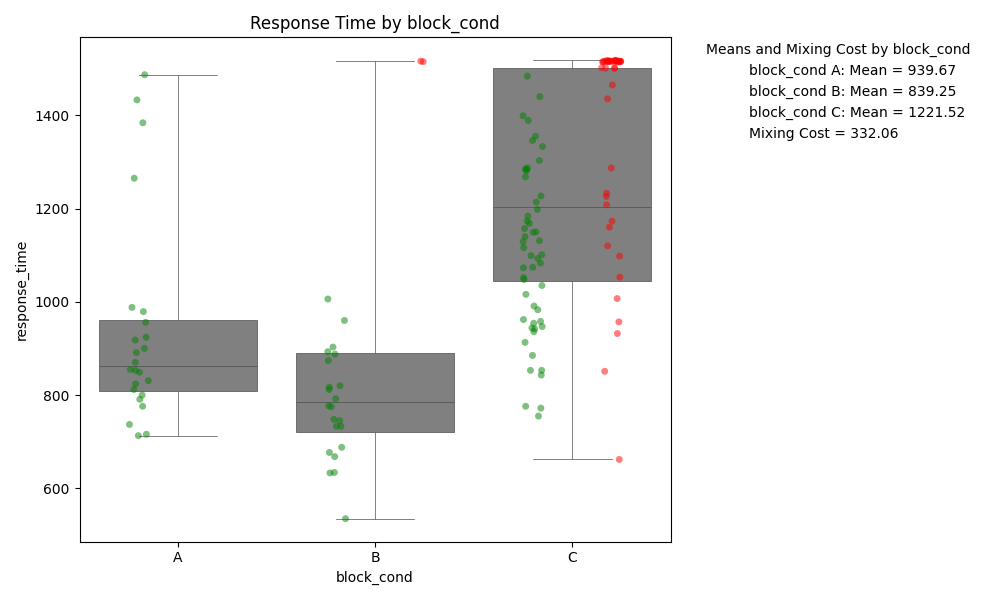 Response Time by block_cond
Means and Mixing Cost by block_cond
block_cond A: Mean = 939.67
block_cond B: Mean = 839.25
block_cond C: Mean = 1221.52
Mixing Cost = 332.06
response_time
1400
1200
1000
800
600
A
B
C
block_cond